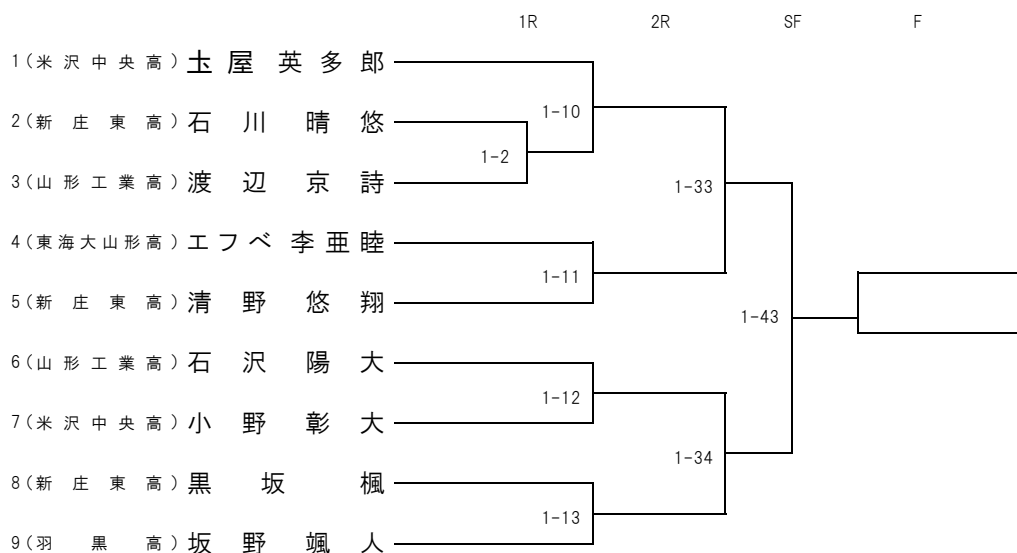 1R 2R SF F
1(米沢中央高) 圡屋英多郎
1-10
2(新庄東高) 石川晴悠
1-2
3(山形工業高) 渡辺京詩
1-33
4(東海大山形高) エフベ李亜睦
1-11
5(新庄東高) 清野悠翔
1-43
6(山形工業高) 石沢陽大
1-12
7(米沢中央高) 小野彰大
1-34
8(新庄東高) 黒坂楓
1-13
9(羽黒高) 坂野颯人